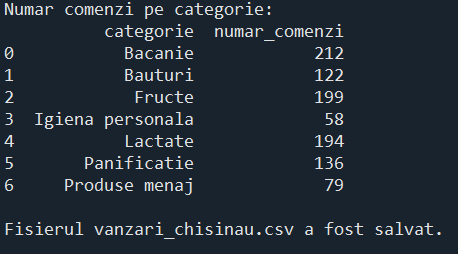 Numar comenzi pe categorie:
categorie numar_comenzi
0 Bacanie 212
1 Bauturi 122
2 Fructe 199
3 Igiena personala 58
4 Lactate 194
5 Panificatie 136
6 Produse menaj 79
Fisierul vanzari_chisinau.csv a fost salvat.